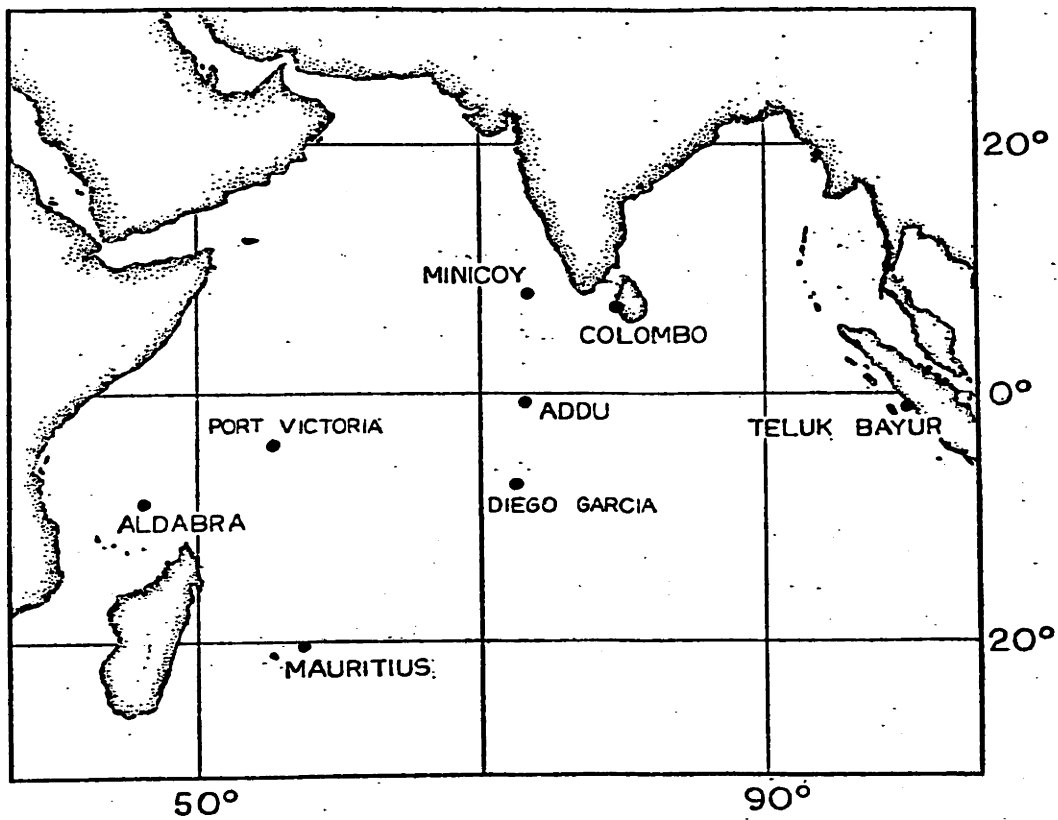 20°
MINICOY
COLOMBO
0°
ADDU
PORT VICTORIA
TELUK BAYUR
DIEGO GARCIA
ALDABRA
20°
MAURITIUS
50°
90°